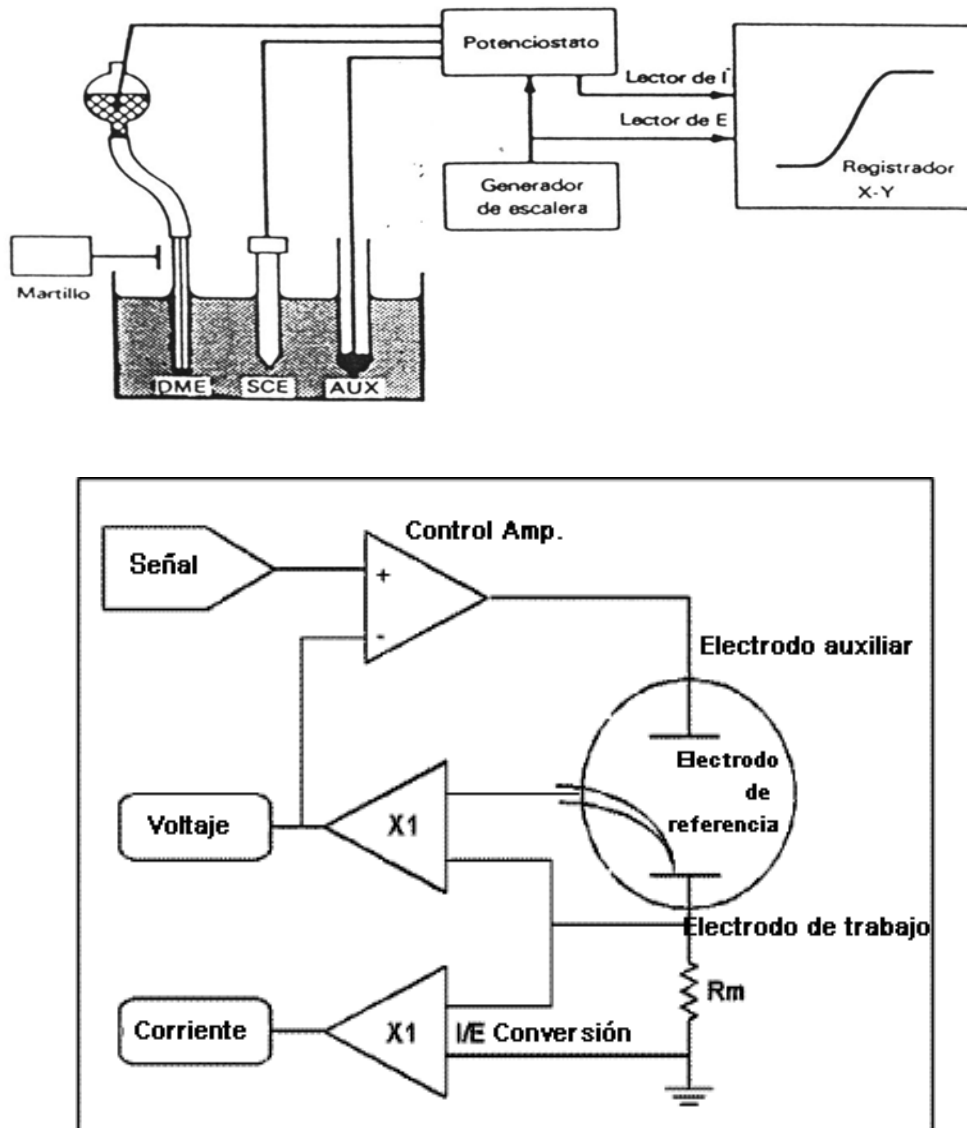 Potenciostato
Lector de I
Lector de E
Generador
de escalera
Registrador
X-Y
Martillo
DME
SCE
AUX
Control Amp.
Señal
+
-
Electrodo auxiliar
Electrodo
de
referencia
Voltaje
X1
Electrodo de trabajo
Rm
Corriente
X1
I/E Conversión